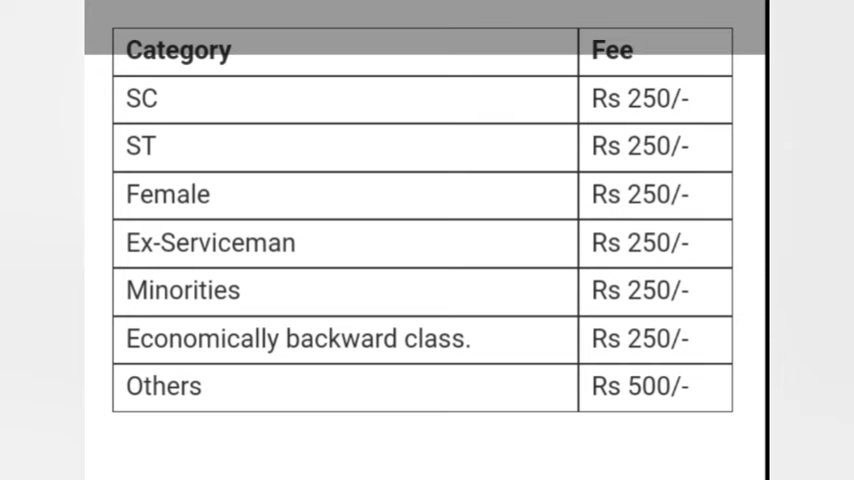 Category Fee
SC Rs 250/-
ST Rs 250/-
Female Rs 250/-
Ex-Serviceman Rs 250/-
Minorities Rs 250/-
Economically backward class. Rs 250/-
Others Rs 500/-